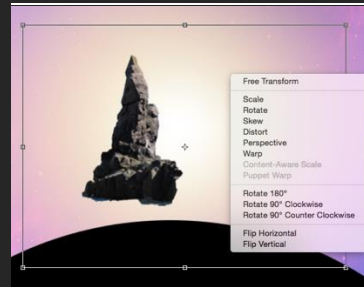 Free Transform
Scale
Rotate
Skew
Distort
Perspective
Warp
Content-Aware Scale
Puppet Warp
Rotate 180°
Rotate 90° Clockwise
Rotate 90° Counter Clockwise
Flip Horizontal
Flip Vertical